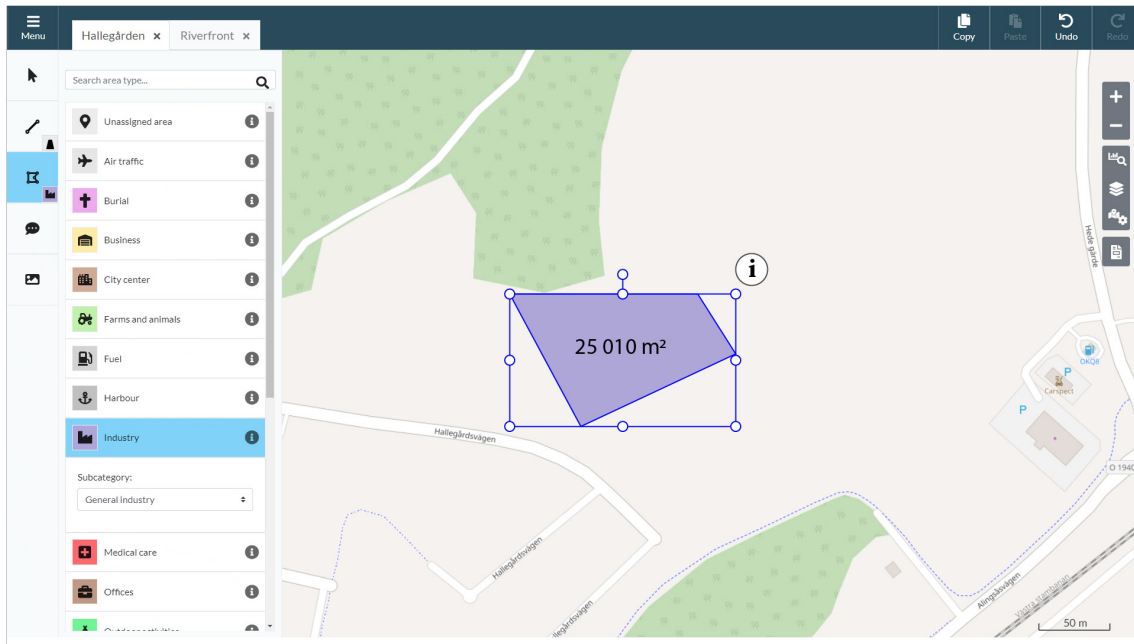 Menu
Hallegården ×
Riverfront ×
Copy
Paste
Undo
Redo
Search area type...
Unassigned area
Air traffic
Burial
Business
City center
Farms and animals
Fuel
Harbour
Industry
Subcategory:
General industry
Medical care
Offices
Outdoor activities
25 010 m²
i
Hede gärde
OKQ8
P
Carspect
P
Hallegårdsvägen
O 1940
Hallegårdsvägen
Hallegårdsvägen
Alingsåsvägen
Västra stambanan
50 m